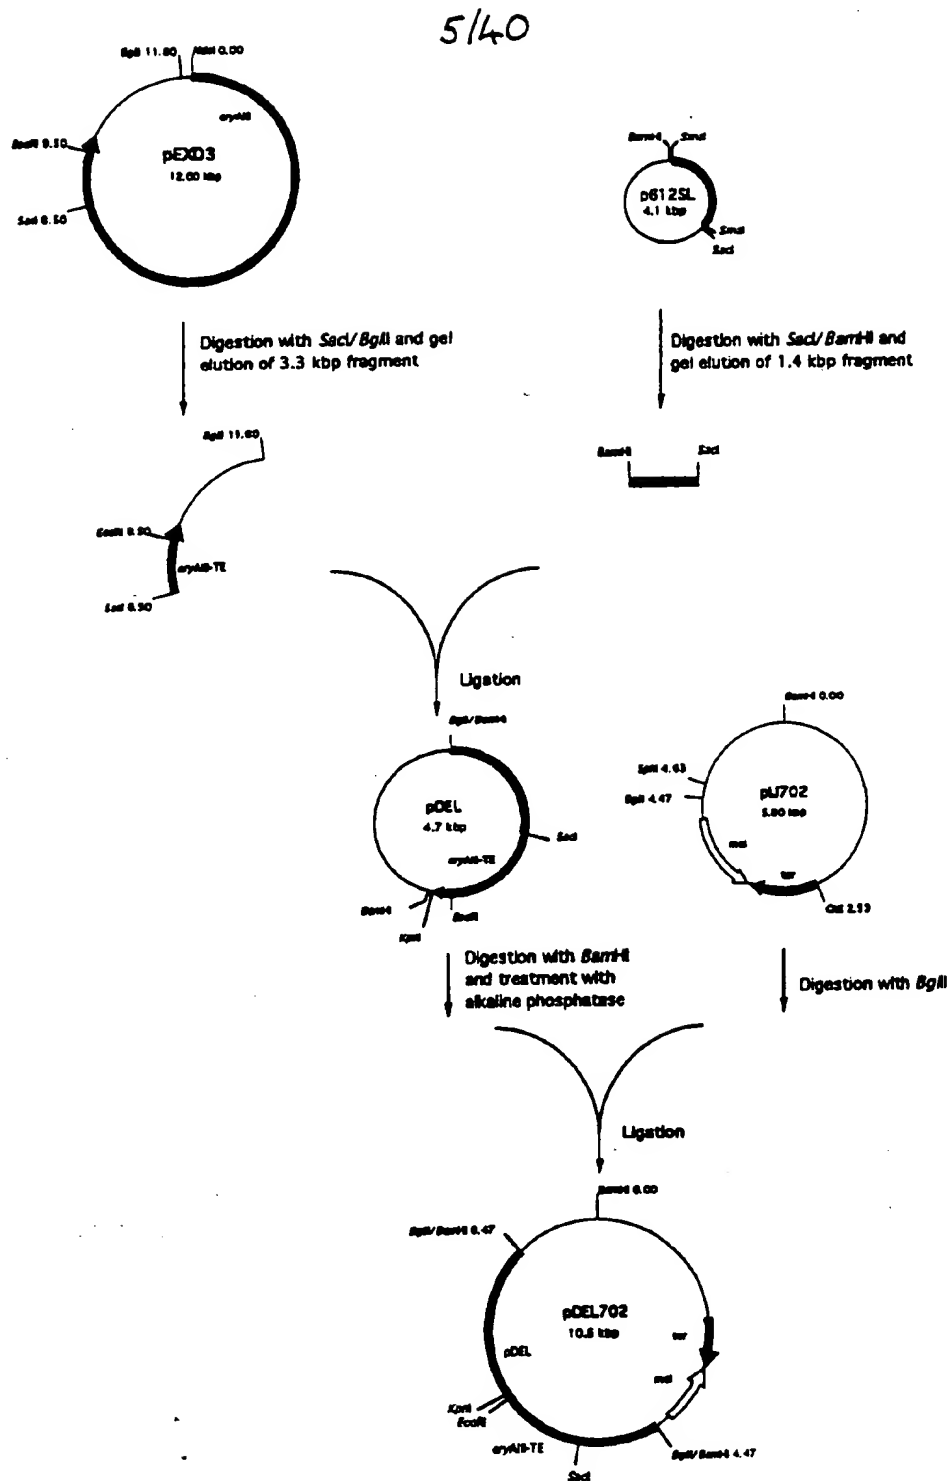 5/40
BglII 11.80
NdeI 0.00
eryAIII
EcoRI 9.50
pEXD3
12.00 kbp
SacI 8.50
BamHI
SmaI
p612SL
4.1 kbp
SmaI
SacI
Digestion with SacI/BglII and gel
elution of 3.3 kbp fragment
Digestion with SacI/BamHI and
gel elution of 1.4 kbp fragment
BglII 11.80
BamHI
SacI
EcoRI 9.50
eryAIII-TE
SacI 8.50
Ligation
BglII/BamHI
BamHI 0.00
SphI 4.63
BglII 4.47
pDEL
4.7 kbp
SacI
eryAIII-TE
pIJ702
5.80 kbp
mel
tsr
BamHI
KpnI
EcoRI
Digestion with BamHI
and treatment with
alkaline phosphatase
Digestion with BglII
Ligation
BamHI 0.00
BglII/BamHI
pDEL702
10.5 kbp
tsr
mel
pDEL
KpnI
EcoRI
eryAIII-TE
SacI
BglII/BamHI 4.47